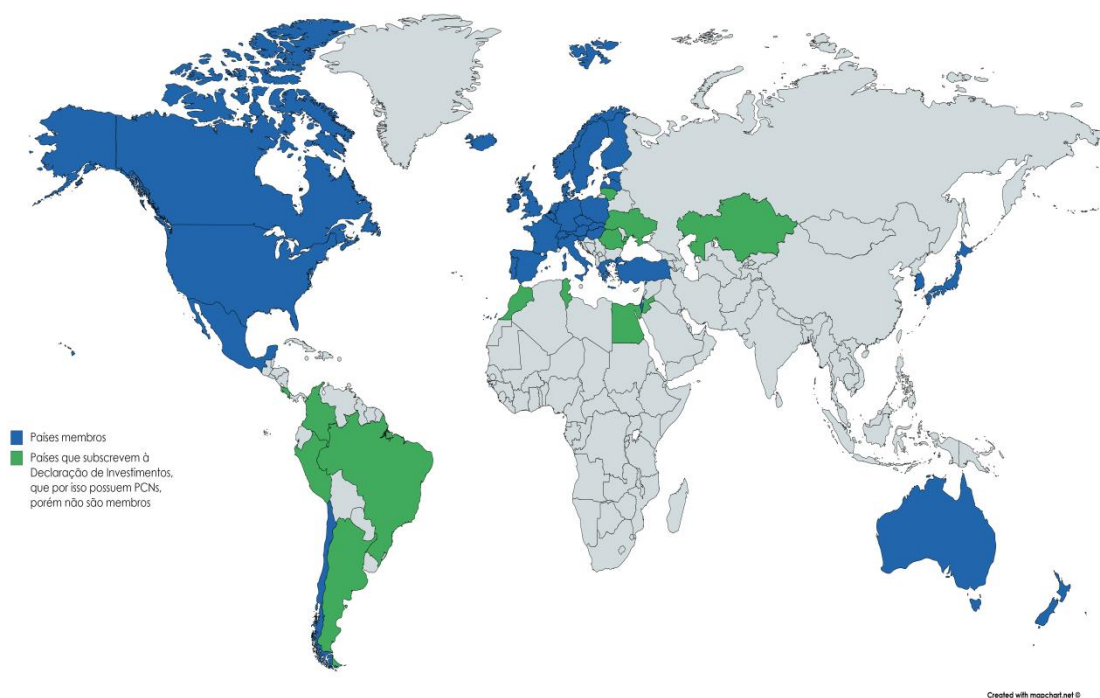 Países membros
Países que subscrevem à
Declaração de Investimentos,
que por isso possuem PCNs,
porém não são membros
Created with mapchart.net ©